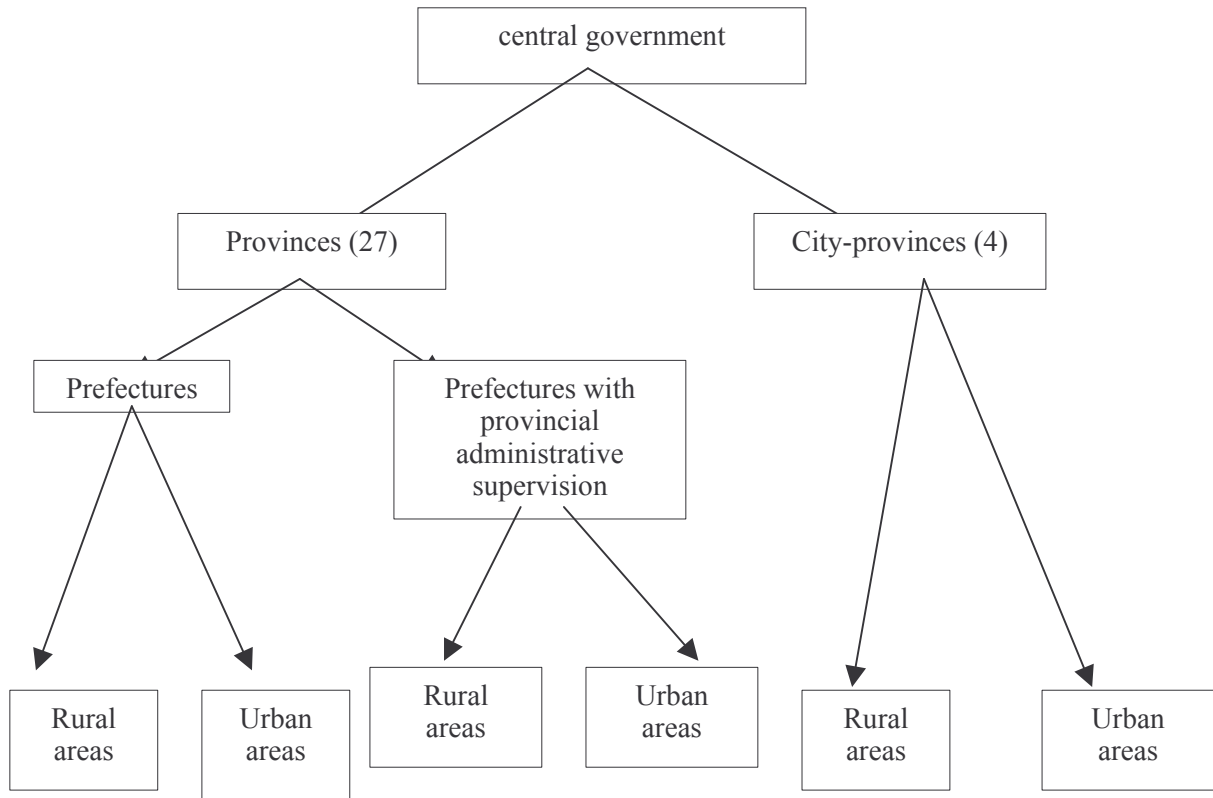 central government
Provinces (27)
City-provinces (4)
Prefectures
Prefectures with
provincial
administrative
supervision
Rural
areas
Urban
areas
Rural
areas
Urban
areas
Rural
areas
Urban
areas